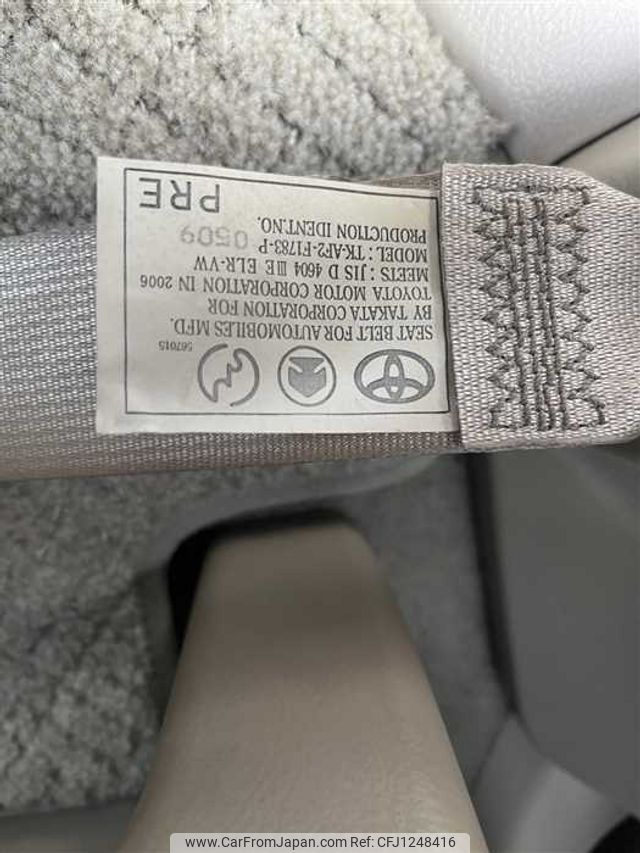 567015
SEAT BELT FOR AUTOMOBILES MFD.
BY TAKATA CORPORATION FOR
TOYOTA MOTOR CORPORATION IN 2006
MEETS : JIS D 4604 III E ELR-VW
MODEL : TK-AF2-F1783-P
PRODUCTION IDENT.NO. 0509
PRE
www.CarFromJapan.com Ref:CFJ1248416